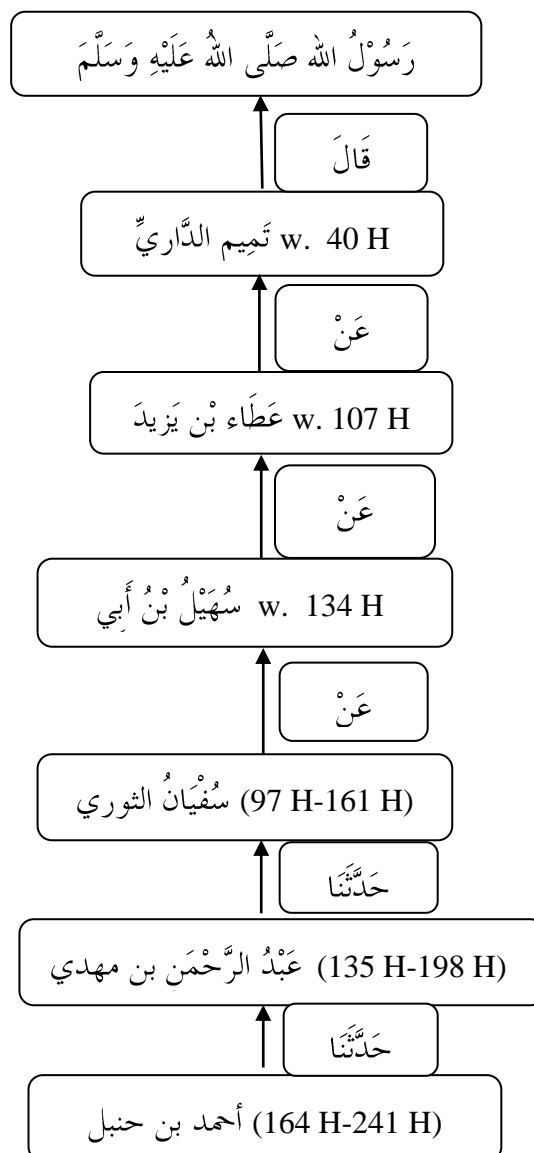 رَسُوْلُ الله صَلَّى اللهُ عَلَيْهِ وَسَلَّمَ
قَالَ
تَمِيم الدَّارِيِّ w. 40 H
عَنْ
عَطَاء بْن يَزِيدَ w. 107 H
عَنْ
سُهَيْلُ بْنُ أَبِي w. 134 H
عَنْ
سُفْيَانُ الثوري (97 H-161 H)
حَدَّثَنَا
عَبْدُ الرَّحْمَنِ بن مهدي (135 H-198 H)
حَدَّثَنَا
أحمد بن حنبل (164 H-241 H)